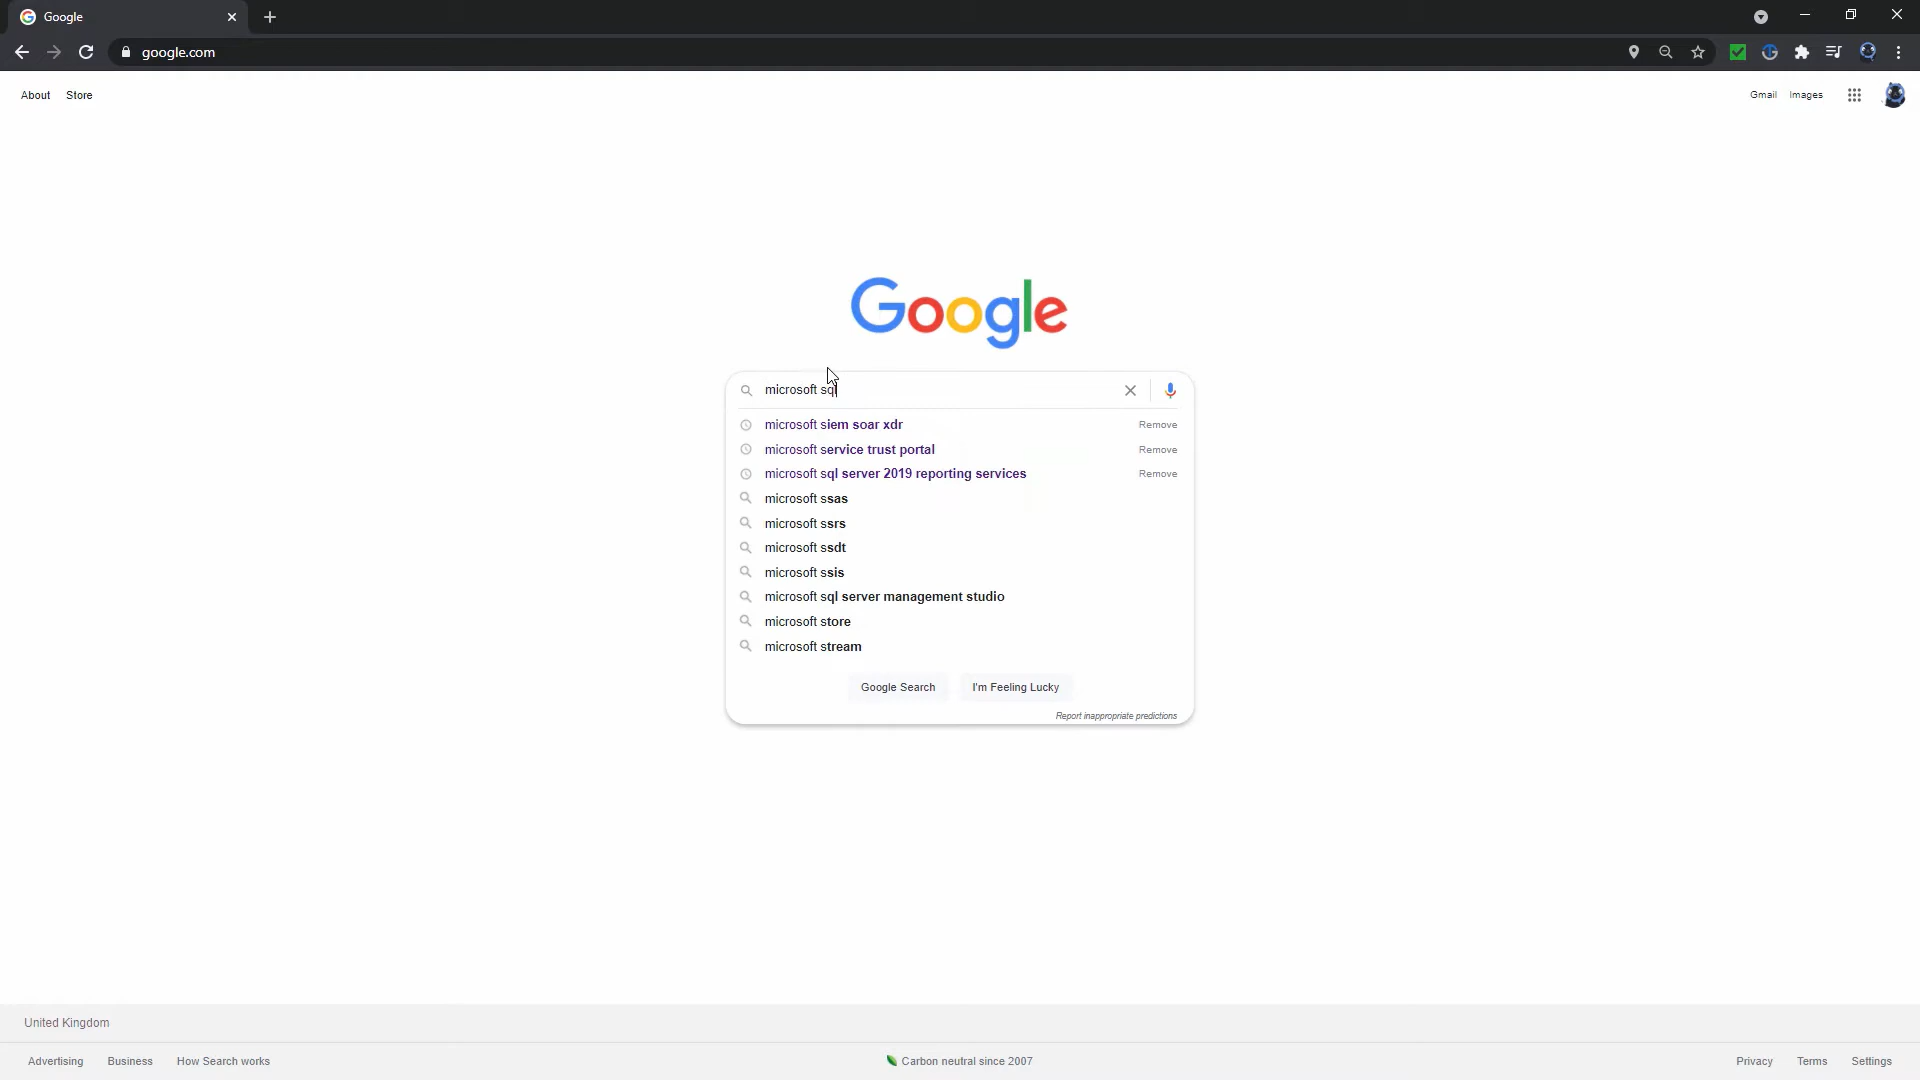 Google
google.com
About Store
Gmail Images
Google
microsoft sql
microsoft siem soar xdr Remove
microsoft service trust portal Remove
microsoft sql server 2019 reporting services Remove
microsoft ssas
microsoft ssrs
microsoft ssdt
microsoft ssis
microsoft sql server management studio
microsoft store
microsoft stream
Google Search I'm Feeling Lucky
Report inappropriate predictions
United Kingdom
Advertising Business How Search works
Carbon neutral since 2007
Privacy Terms Settings